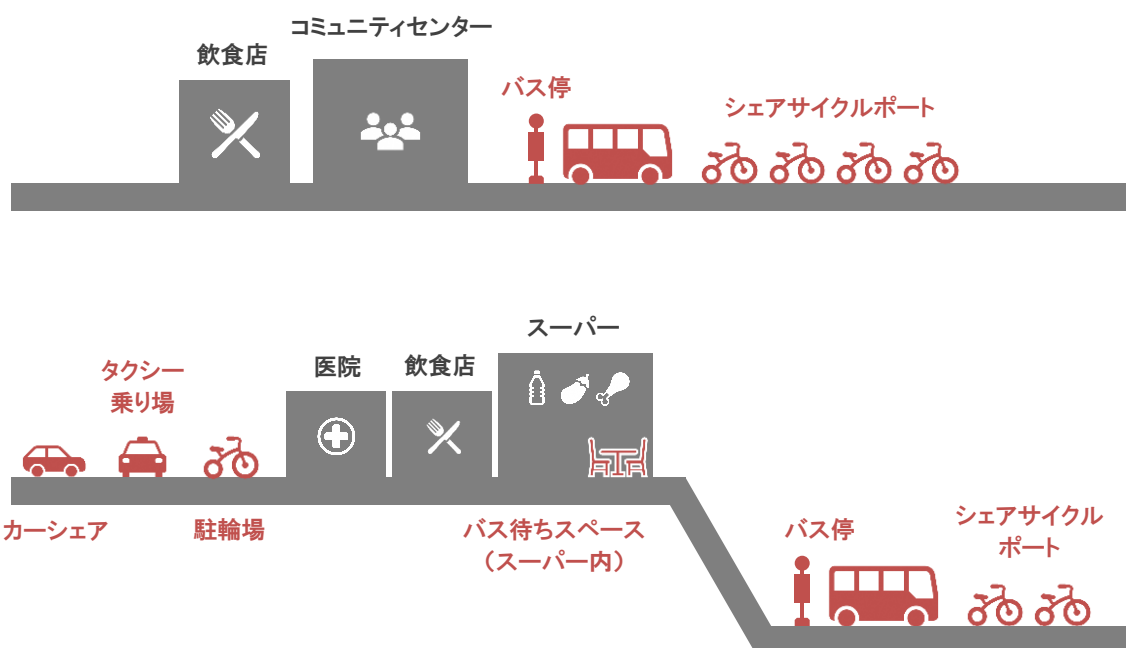 コミュニティセンター
飲食店
バス停
シェアサイクルポート
スーパー
医院
飲食店
タクシー
乗り場
カーシェア
駐輪場
バス待ちスペース
（スーパー内）
バス停
シェアサイクル
ポート